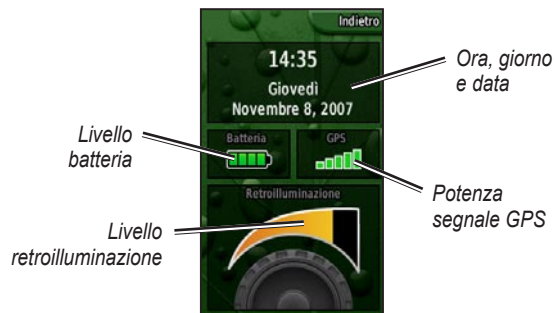 Indietro
14:35
Giovedì
Novembre 8, 2007
Ora, giorno
e data
Livello
batteria
Batteria
GPS
Potenza
segnale GPS
Retroilluminazione
Livello
retroilluminazione